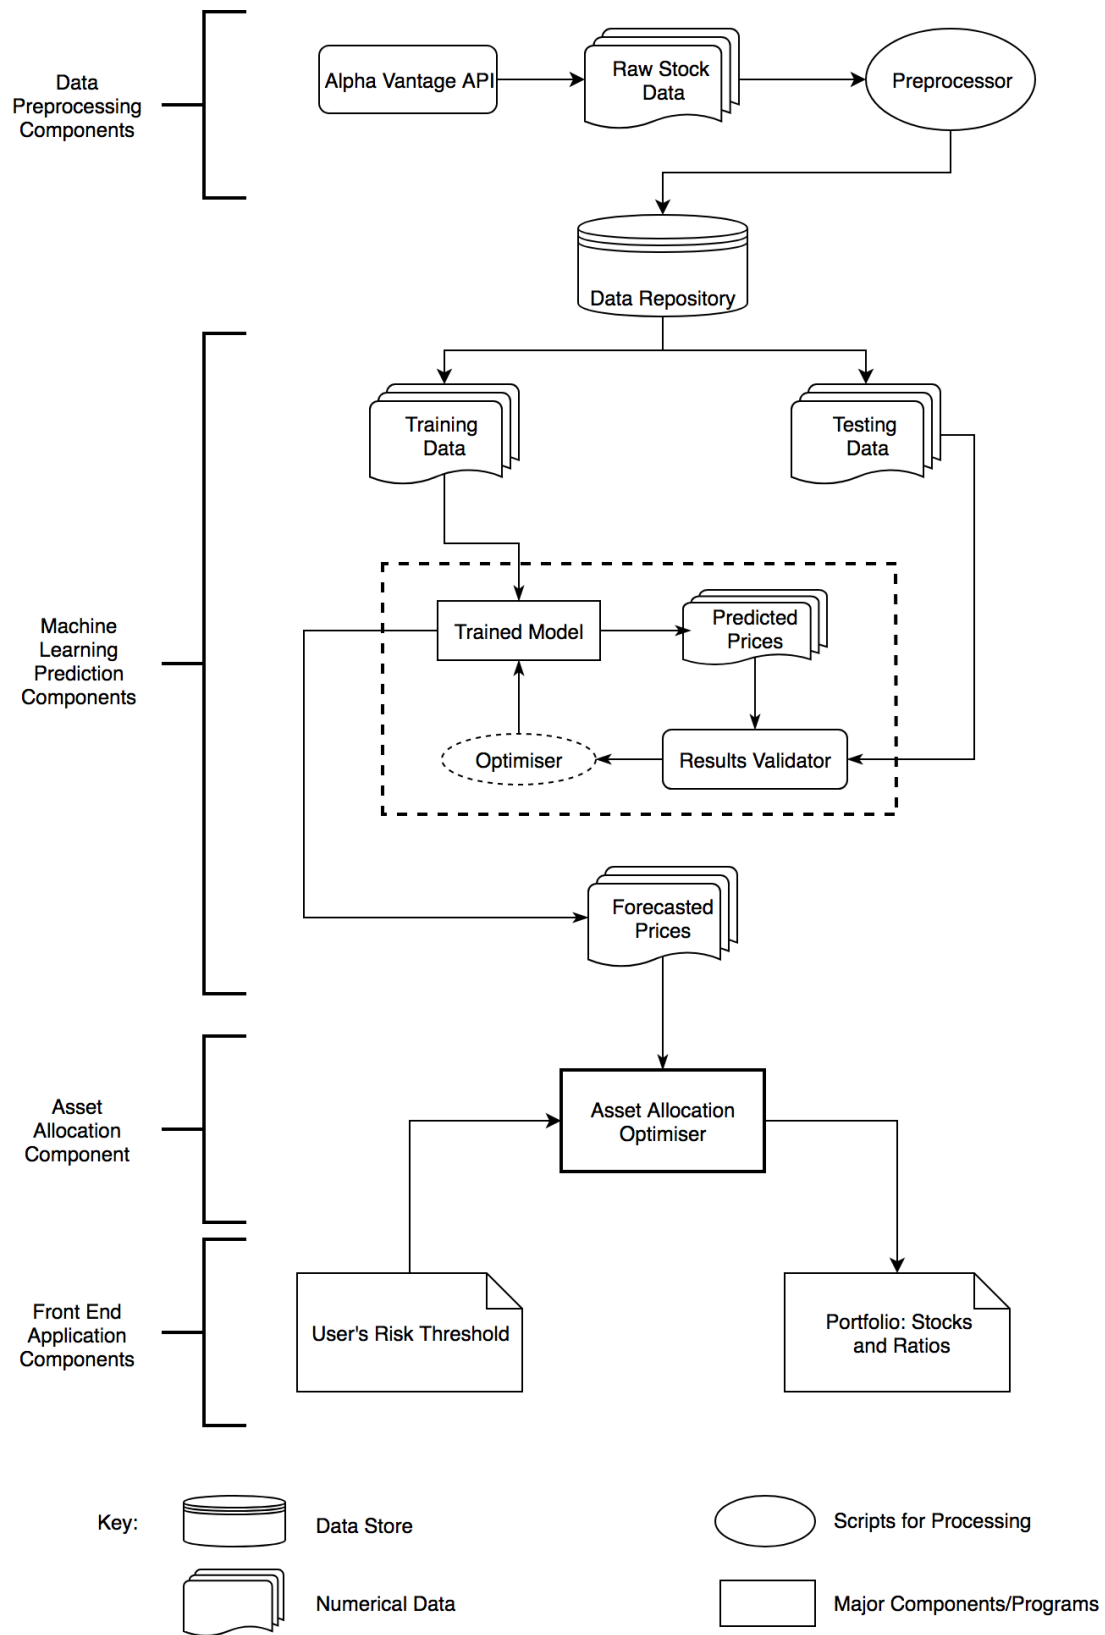 Data
Preprocessing
Components
Alpha Vantage API
Raw Stock
Data
Preprocessor
Data Repository
Training
Data
Testing
Data
Machine
Learning
Prediction
Components
Trained Model
Predicted
Prices
Optimiser
Results Validator
Forecasted
Prices
Asset
Allocation
Component
Asset Allocation
Optimiser
Front End
Application
Components
User's Risk Threshold
Portfolio: Stocks
and Ratios
Key:
Data Store
Scripts for Processing
Numerical Data
Major Components/Programs